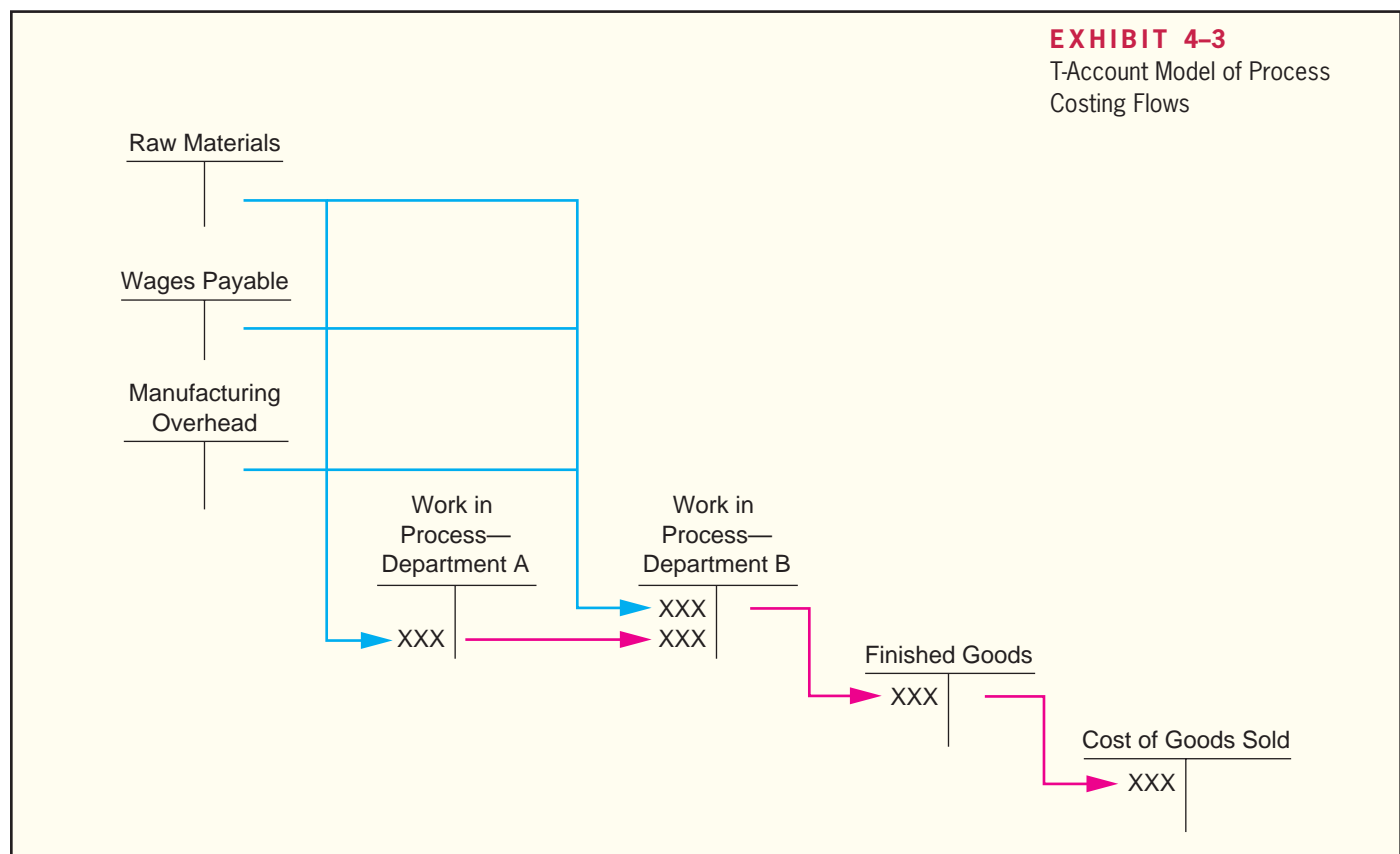 EXHIBIT 4–3
T-Account Model of Process
Costing Flows
Raw Materials
Wages Payable
Manufacturing
Overhead
Work in
Process—
Department A
XXX
Work in
Process—
Department B
XXX
XXX
Finished Goods
XXX
Cost of Goods Sold
XXX